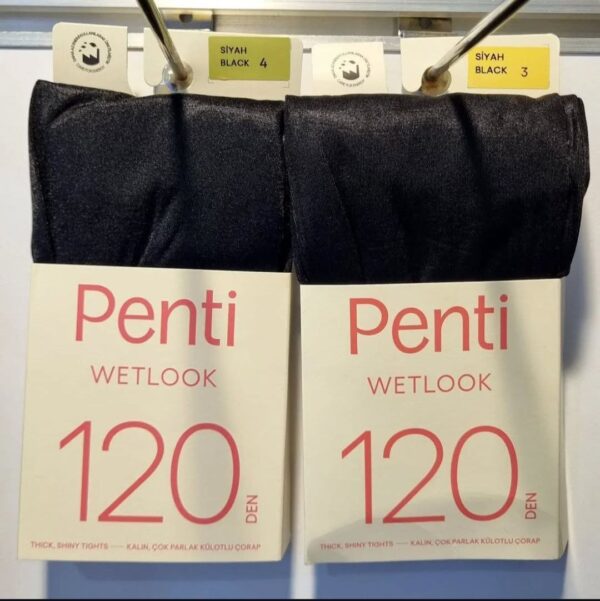 SİYAH
BLACK 4
Penti
WETLOOK
120
DEN
THICK, SHINY TIGHTS — KALIN, ÇOK PARLAK KÜLOTLU ÇORAP
SİYAH
BLACK 3
Penti
WETLOOK
120
DEN
THICK, SHINY TIGHTS — KALIN, ÇOK PARLAK KÜLOTLU ÇORAP